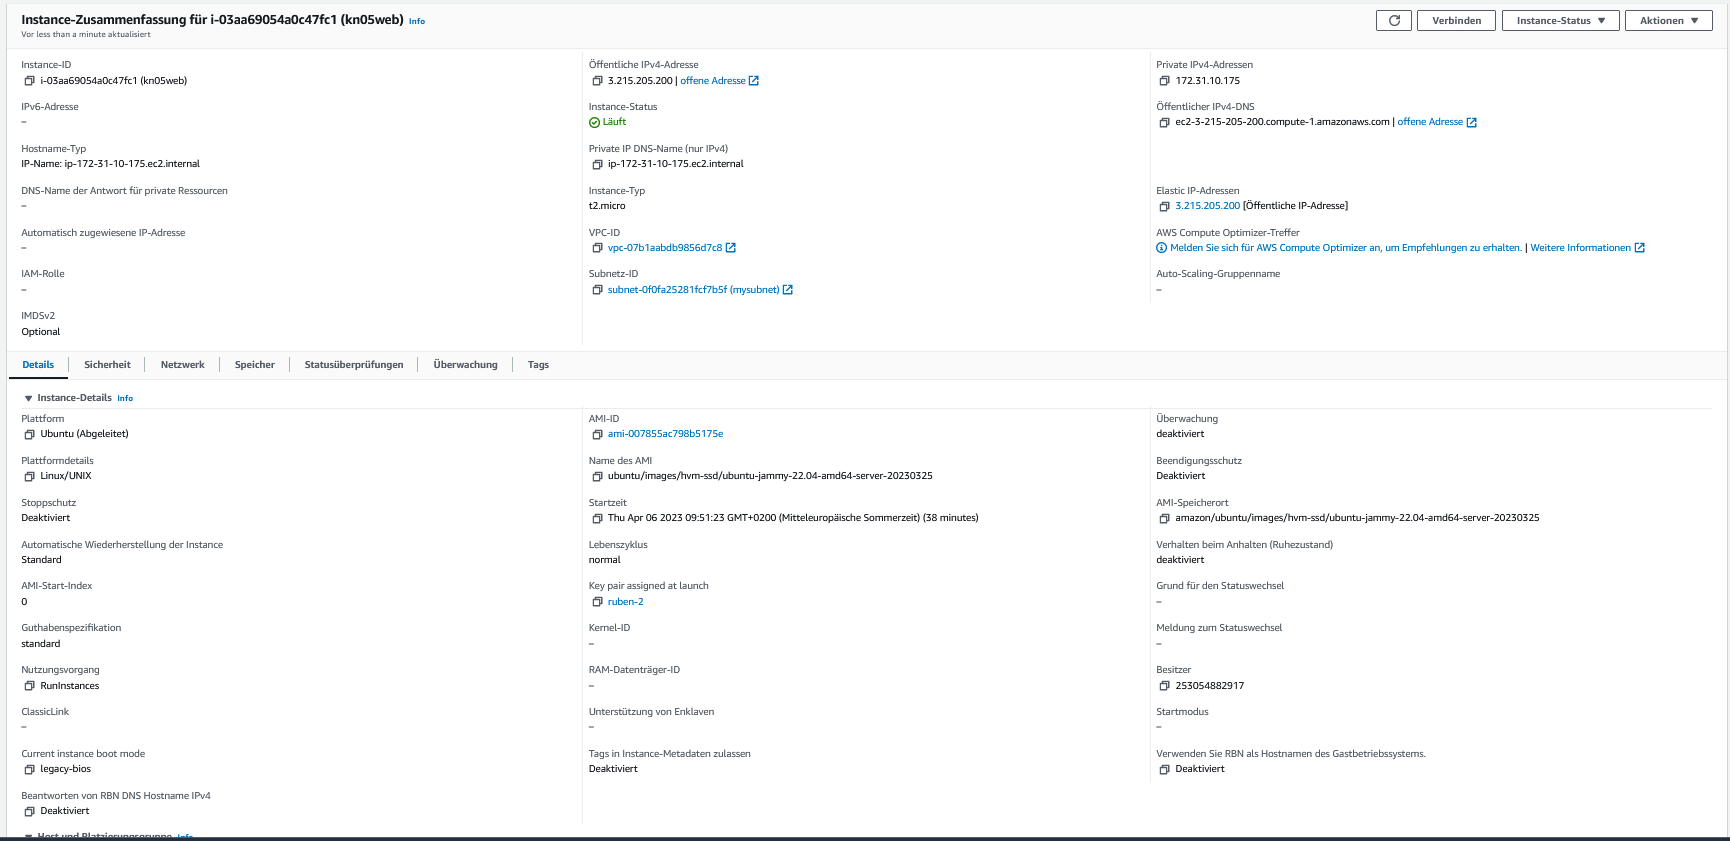 Instance-Zusammenfassung für i-03aa69054a0c47fc1 (kn05web) Info
Vor less than a minute aktualisiert
Verbinden
Instance-Status
Aktionen
Instance-ID
i-03aa69054a0c47fc1 (kn05web)
Öffentliche IPv4-Adresse
3.215.205.200 | offene Adresse
Private IPv4-Adressen
172.31.10.175
IPv6-Adresse
–
Instance-Status
Läuft
Öffentlicher IPv4-DNS
ec2-3-215-205-200.compute-1.amazonaws.com | offene Adresse
Hostname-Typ
IP-Name: ip-172-31-10-175.ec2.internal
Private IP DNS-Name (nur IPv4)
ip-172-31-10-175.ec2.internal
DNS-Name der Antwort für private Ressourcen
–
Instance-Typ
t2.micro
Elastic IP-Adressen
3.215.205.200 [Öffentliche IP-Adresse]
Automatisch zugewiesene IP-Adresse
–
VPC-ID
vpc-07b1aabdb9856d7c8
AWS Compute Optimizer-Treffer
Melden Sie sich für AWS Compute Optimizer an, um Empfehlungen zu erhalten. | Weitere Informationen
IAM-Rolle
–
Subnetz-ID
subnet-0f0fa25281fcf7b5f (mysubnet)
Auto-Scaling-Gruppenname
–
IMDSv2
Optional
Details
Sicherheit
Netzwerk
Speicher
Statusüberprüfungen
Überwachung
Tags
Instance-Details Info
Plattform
Ubuntu (Abgeleitet)
AMI-ID
ami-007855ac798b5175e
Überwachung
deaktiviert
Plattformdetails
Linux/UNIX
Name des AMI
ubuntu/images/hvm-ssd/ubuntu-jammy-22.04-amd64-server-20230325
Beendigungsschutz
Deaktiviert
Stoppschutz
Deaktiviert
Startzeit
Thu Apr 06 2023 09:51:23 GMT+0200 (Mitteleuropäische Sommerzeit) (38 minutes)
AMI-Speicherort
amazon/ubuntu/images/hvm-ssd/ubuntu-jammy-22.04-amd64-server-20230325
Automatische Wiederherstellung der Instance
Standard
Lebenszyklus
normal
Verhalten beim Anhalten (Ruhezustand)
deaktiviert
AMI-Start-Index
0
Key pair assigned at launch
ruben-2
Grund für den Statuswechsel
–
Guthabenspezifikation
standard
Kernel-ID
–
Meldung zum Statuswechsel
–
Nutzungsvorgang
RunInstances
RAM-Datenträger-ID
–
Besitzer
253054882917
ClassicLink
–
Unterstützung von Enklaven
–
Startmodus
–
Current instance boot mode
legacy-bios
Tags in Instance-Metadaten zulassen
Deaktiviert
Verwenden Sie RBN als Hostnamen des Gastbetriebssystems.
Deaktiviert
Beantworten von RBN DNS Hostname IPv4
Deaktiviert
Host und Platzierungsgruppe Info